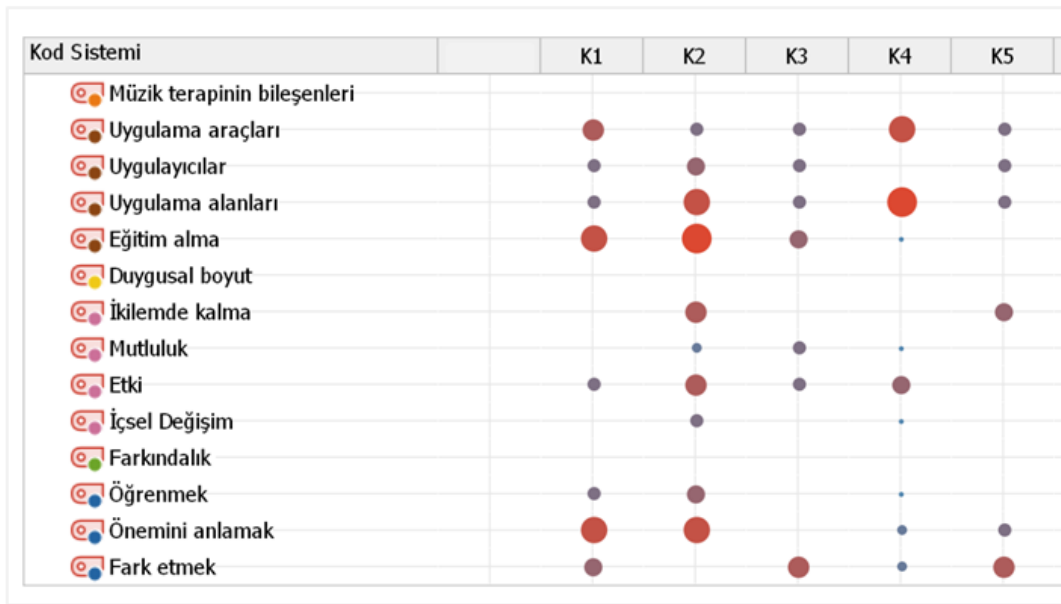 Kod Sistemi K1 K2 K3 K4 K5
Müzik terapinin bileşenleri
Uygulama araçları
Uygulayıcılar
Uygulama alanları
Eğitim alma
Duygusal boyut
İkilemde kalma
Mutluluk
Etki
İçsel Değişim
Farkındalık
Öğrenmek
Önemini anlamak
Fark etmek